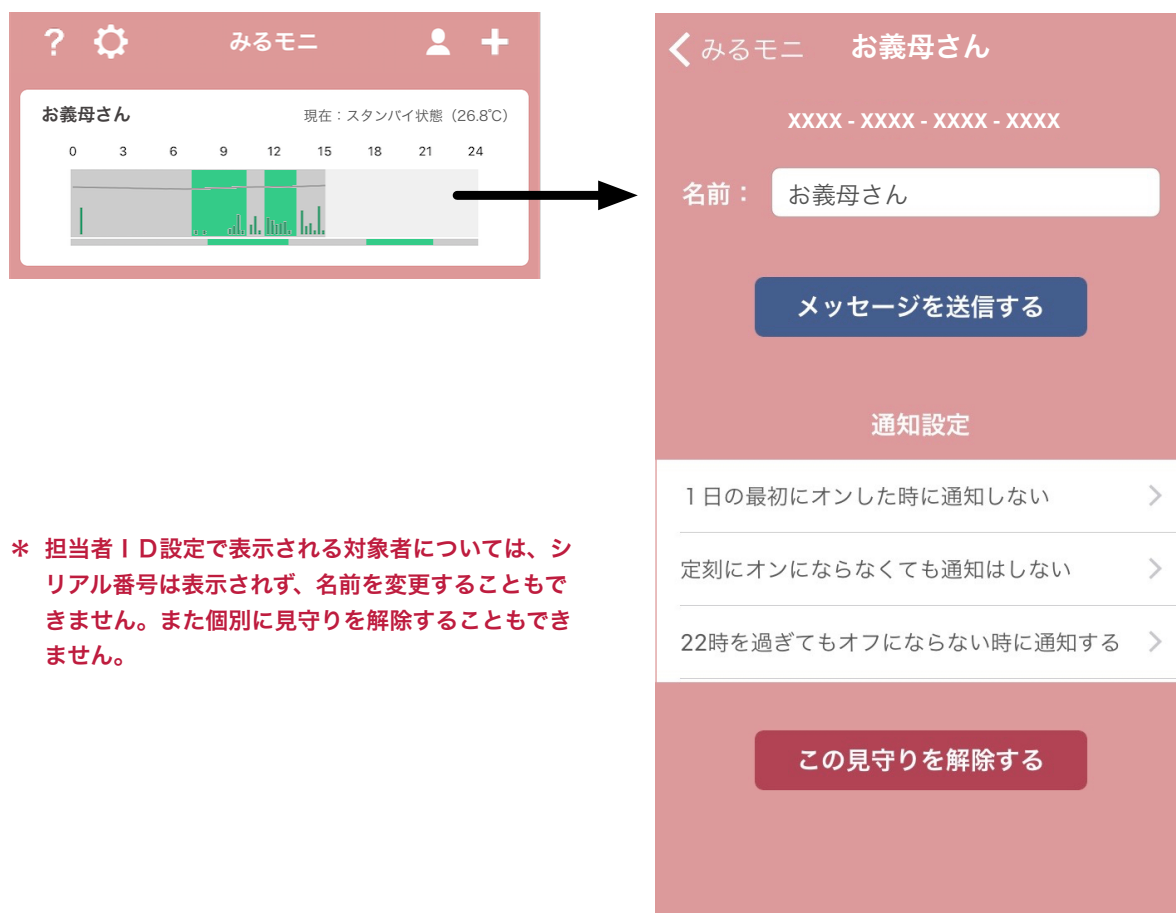 ? みるモニ
お義母さん 現在：スタンバイ状態（26.8℃）
0 3 6 9 12 15 18 21 24
＊ 担当者ＩＤ設定で表示される対象者については、シ
リアル番号は表示されず、名前を変更することもで
きません。また個別に見守りを解除することもでき
ません。
みるモニ お義母さん
XXXX - XXXX - XXXX - XXXX
名前： お義母さん
メッセージを送信する
通知設定
１日の最初にオンした時に通知しない
定刻にオンにならなくても通知はしない
22時を過ぎてもオフにならない時に通知する
この見守りを解除する